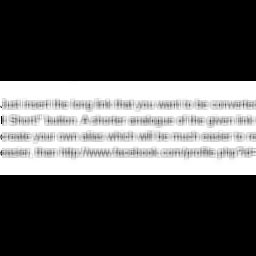 Just insert the long link that you want to be converted
It Short" button. A shorter analogue of the given link
create your own alias which will be much easier to re
easier, than http://www.facebook.com/profile.php?id=